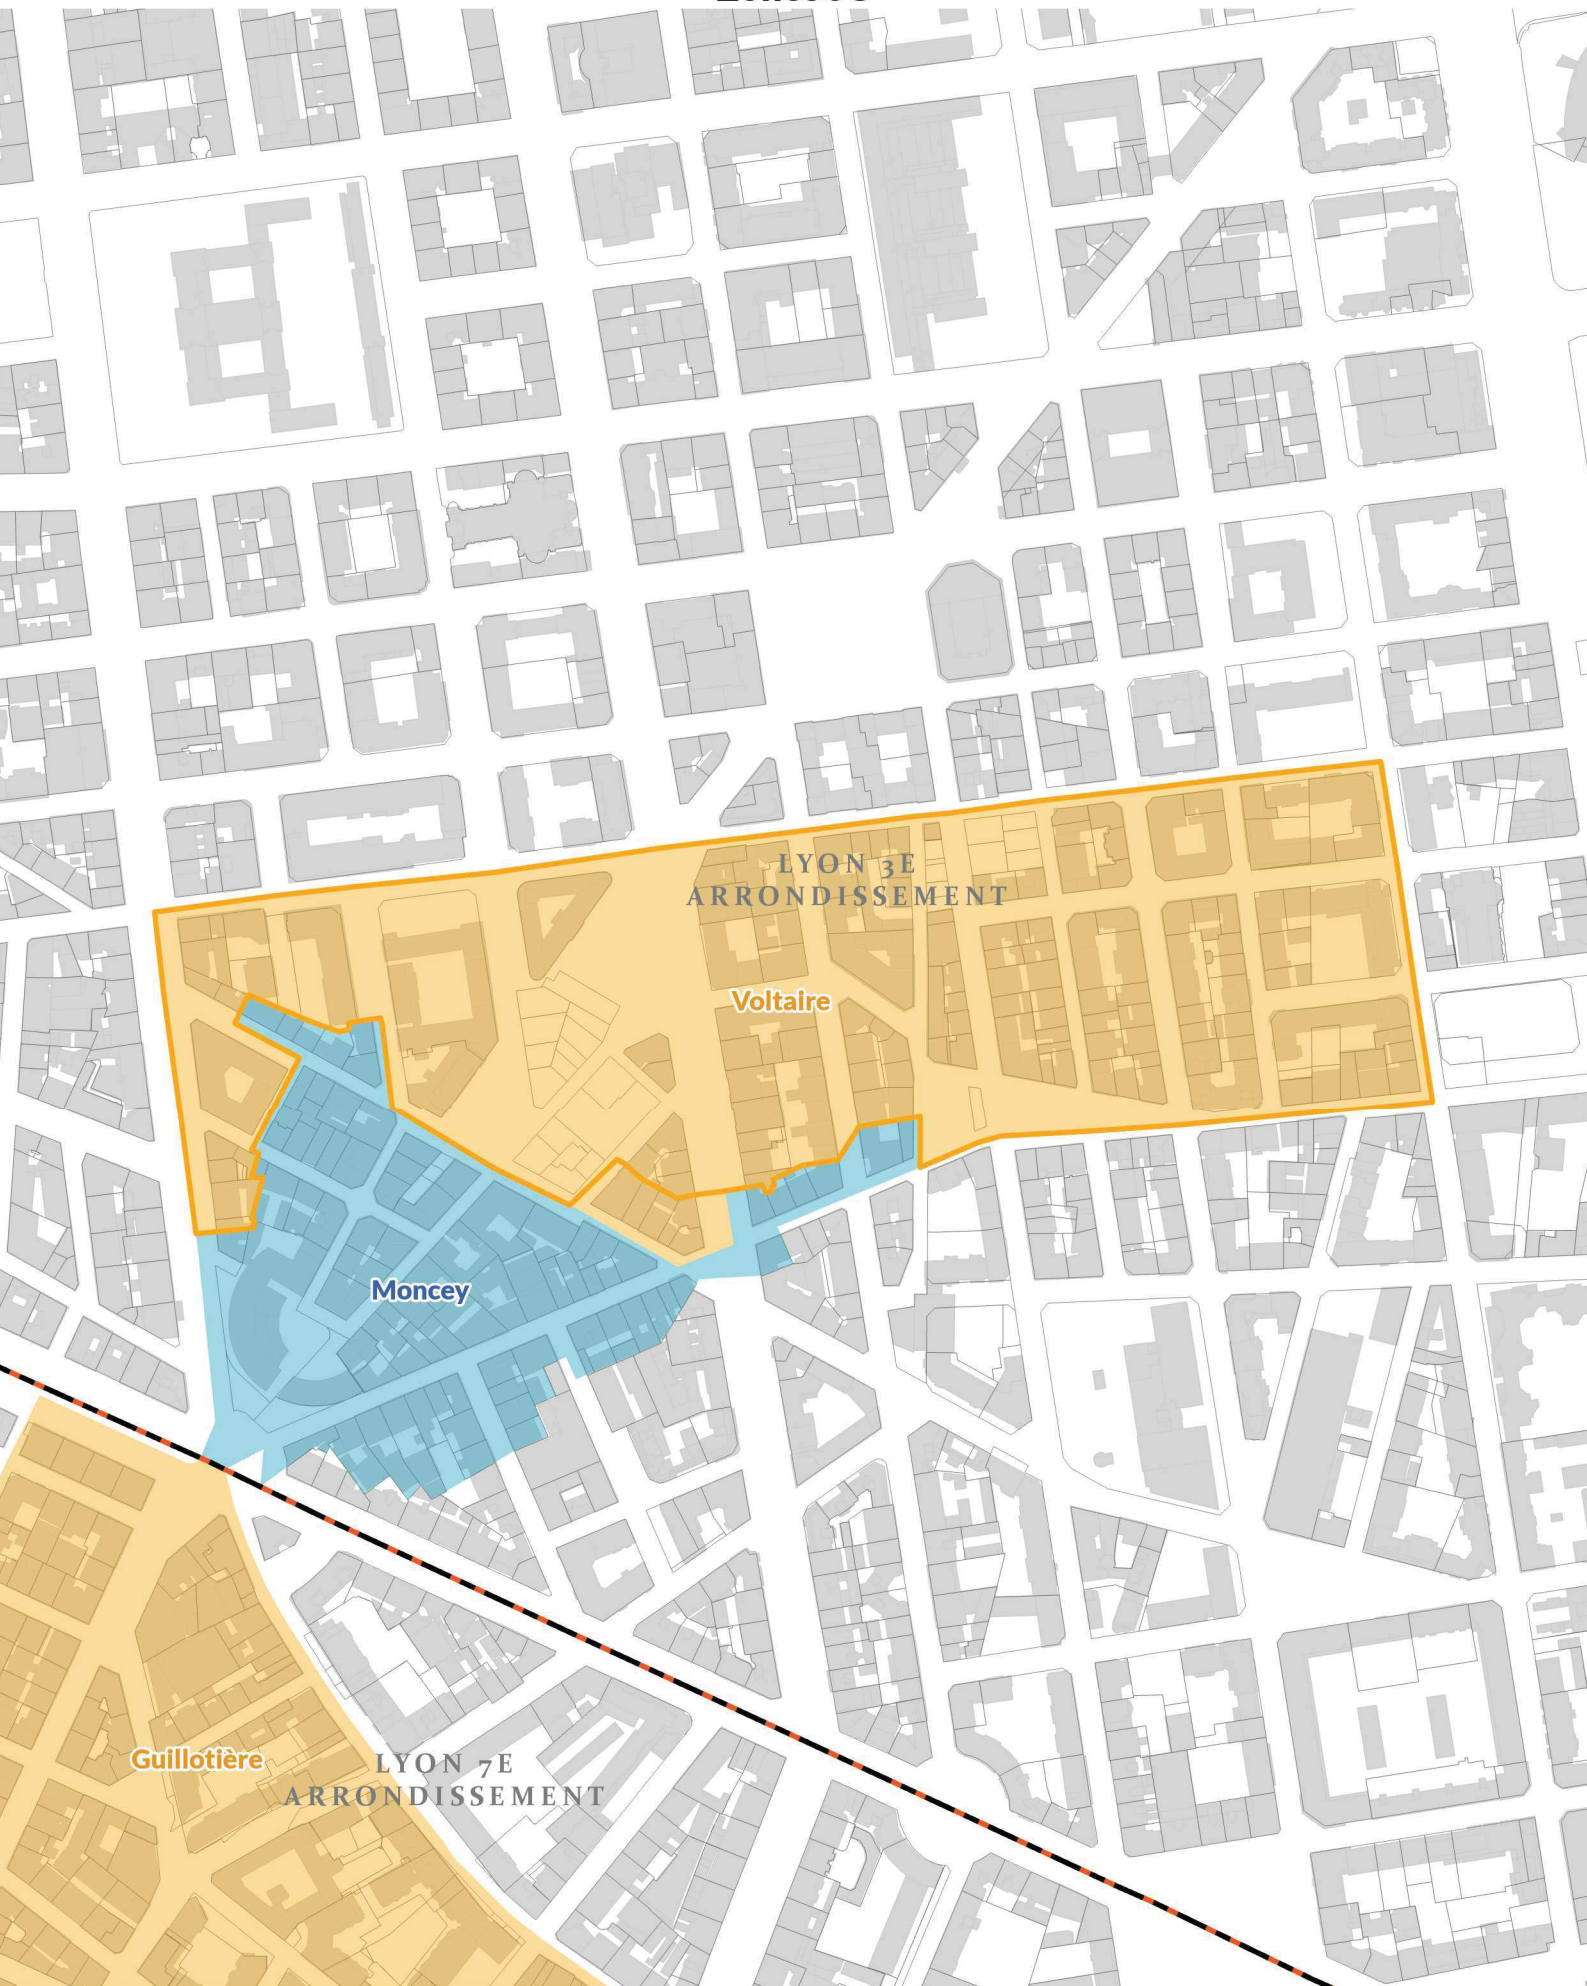 LYON 3E
ARRONDISSEMENT
Voltaire
Moncey
Guillotière
LYON 7E
ARRONDISSEMENT